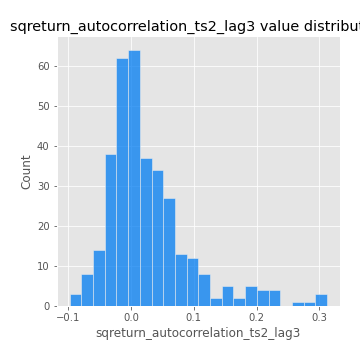 sqreturn_autocorrelation_ts2_lag3 value distribut
60
50
40
30
20
10
0
Count
−0.1 0.0 0.1 0.2 0.3
sqreturn_autocorrelation_ts2_lag3